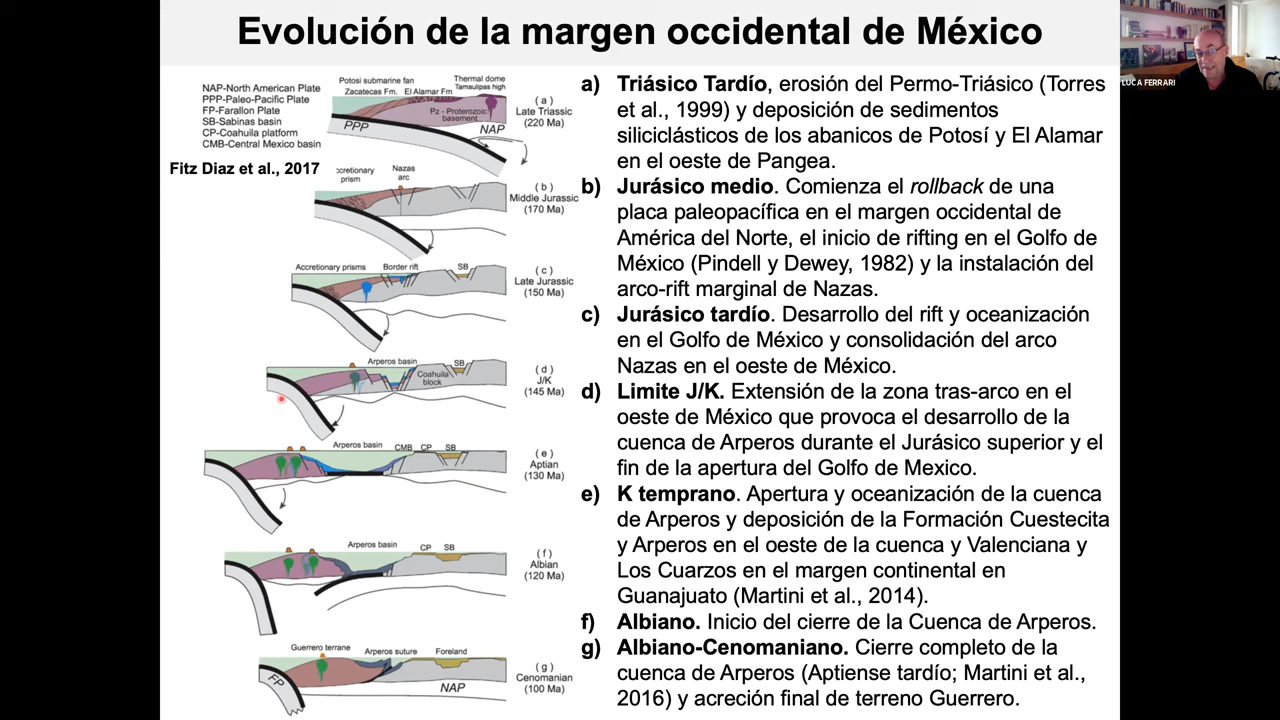 Evolución de la margen occidental de México
NAP-North American Plate
PPP-Paleo-Pacific Plate
FP-Farallon Plate
SB-Sabinas basin
CP-Coahuila platform
CMB-Central Mexico basin
Fitz Diaz et al., 2017
Potosi submarine fan
Zacatecas Fm. El Alamar Fm
Thermal dome
Tamaulipas high
Pz - Proterozoic
basement
PPP
NAP
( a )
Late Triassic
(220 Ma)
ccretionary
prism
Nazas
arc
( b )
Middle Jurassic
(170 Ma)
Accretionary prisms
Border rift
SB
( c )
Late Jurassic
(150 Ma)
Arperos basin
SB
Coahuila
block
( d )
J/K
(145 Ma)
Arperos basin
CMB
CP
SB
( e )
Aptian
(130 Ma)
Arperos basin
CP
SB
( f )
Albian
(120 Ma)
Guerrero terrane
Arperos suture
Foreland
FP
NAP
( g )
Cenomanian
(100 Ma)
a) Triásico Tardío, erosión del Permo-Triásico (Torres
et al., 1999) y deposición de sedimentos
siliciclásticos de los abanicos de Potosí y El Alamar
en el oeste de Pangea.
b) Jurásico medio. Comienza el rollback de una
placa paleopacífica en el margen occidental de
América del Norte, el inicio de rifting en el Golfo de
México (Pindell y Dewey, 1982) y la instalación del
arco-rift marginal de Nazas.
c) Jurásico tardío. Desarrollo del rift y oceanización
en el Golfo de México y consolidación del arco
Nazas en el oeste de México.
d) Limite J/K. Extensión de la zona tras-arco en el
oeste de México que provoca el desarrollo de la
cuenca de Arperos durante el Jurásico superior y el
fin de la apertura del Golfo de Mexico.
e) K temprano. Apertura y oceanización de la cuenca
de Arperos y deposición de la Formación Cuestecita
y Arperos en el oeste de la cuenca y Valenciana y
Los Cuarzos en el margen continental en
Guanajuato (Martini et al., 2014).
f) Albiano. Inicio del cierre de la Cuenca de Arperos.
g) Albiano-Cenomaniano. Cierre completo de la
cuenca de Arperos (Aptiense tardío; Martini et al.,
2016) y acreción final de terreno Guerrero.
LUCA FERRARI